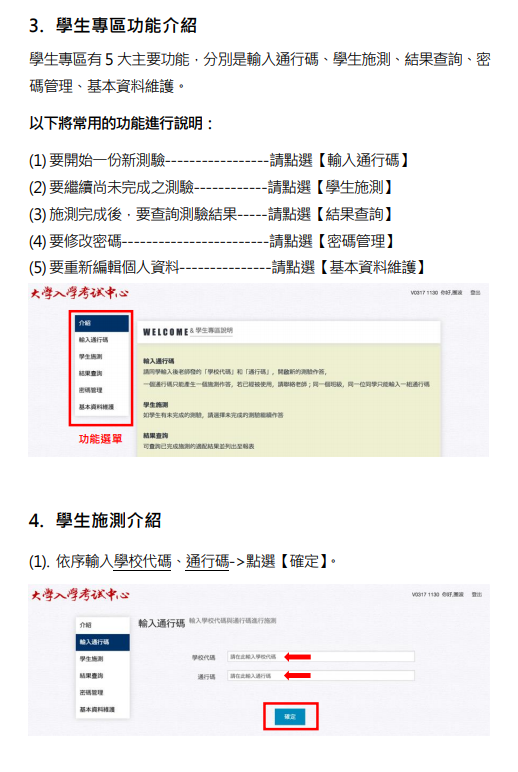 3. 學生專區功能介紹
學生專區有 5 大主要功能，分別是輸入通行碼、學生施測、結果查詢、密
碼管理、基本資料維護。
以下將常用的功能進行說明：
(1) 要開始一份新測驗-----------------請點選【輸入通行碼】
(2) 要繼續尚未完成之測驗------------請點選【學生施測】
(3) 施測完成後，要查詢測驗結果-----請點選【結果查詢】
(4) 要修改密碼------------------------請點選【密碼管理】
(5) 要重新編輯個人資料---------------請點選【基本資料維護】
大學入學考試中心
V0317 1130 你好,團波 登出
介紹
輸入通行碼
學生施測
結果查詢
密碼管理
基本資料維護
功能選單
WELCOME & 學生專區說明
輸入通行碼
請同學輸入後老師發的「學校代碼」和「通行碼」，開啟新的測驗作答，
一個通行碼只能產生一個施測作答，若已經被使用，請聯絡老師；同一個班級，同一位同學只能輸入一組通行碼
學生施測
如學生有未完成的測驗，請選擇未完成的測驗繼續作答
結果查詢
可查詢已完成施測的適配結果並列出至報表
4. 學生施測介紹
(1). 依序輸入學校代碼、通行碼->點選【確定】。
大學入學考試中心
V0317 1130 你好,團波 登出
介紹
輸入通行碼
學生施測
結果查詢
密碼管理
基本資料維護
輸入通行碼 輸入學校代碼與通行碼進行施測
學校代碼 請在此輸入學校代碼
通行碼 請在此輸入通行碼
確定